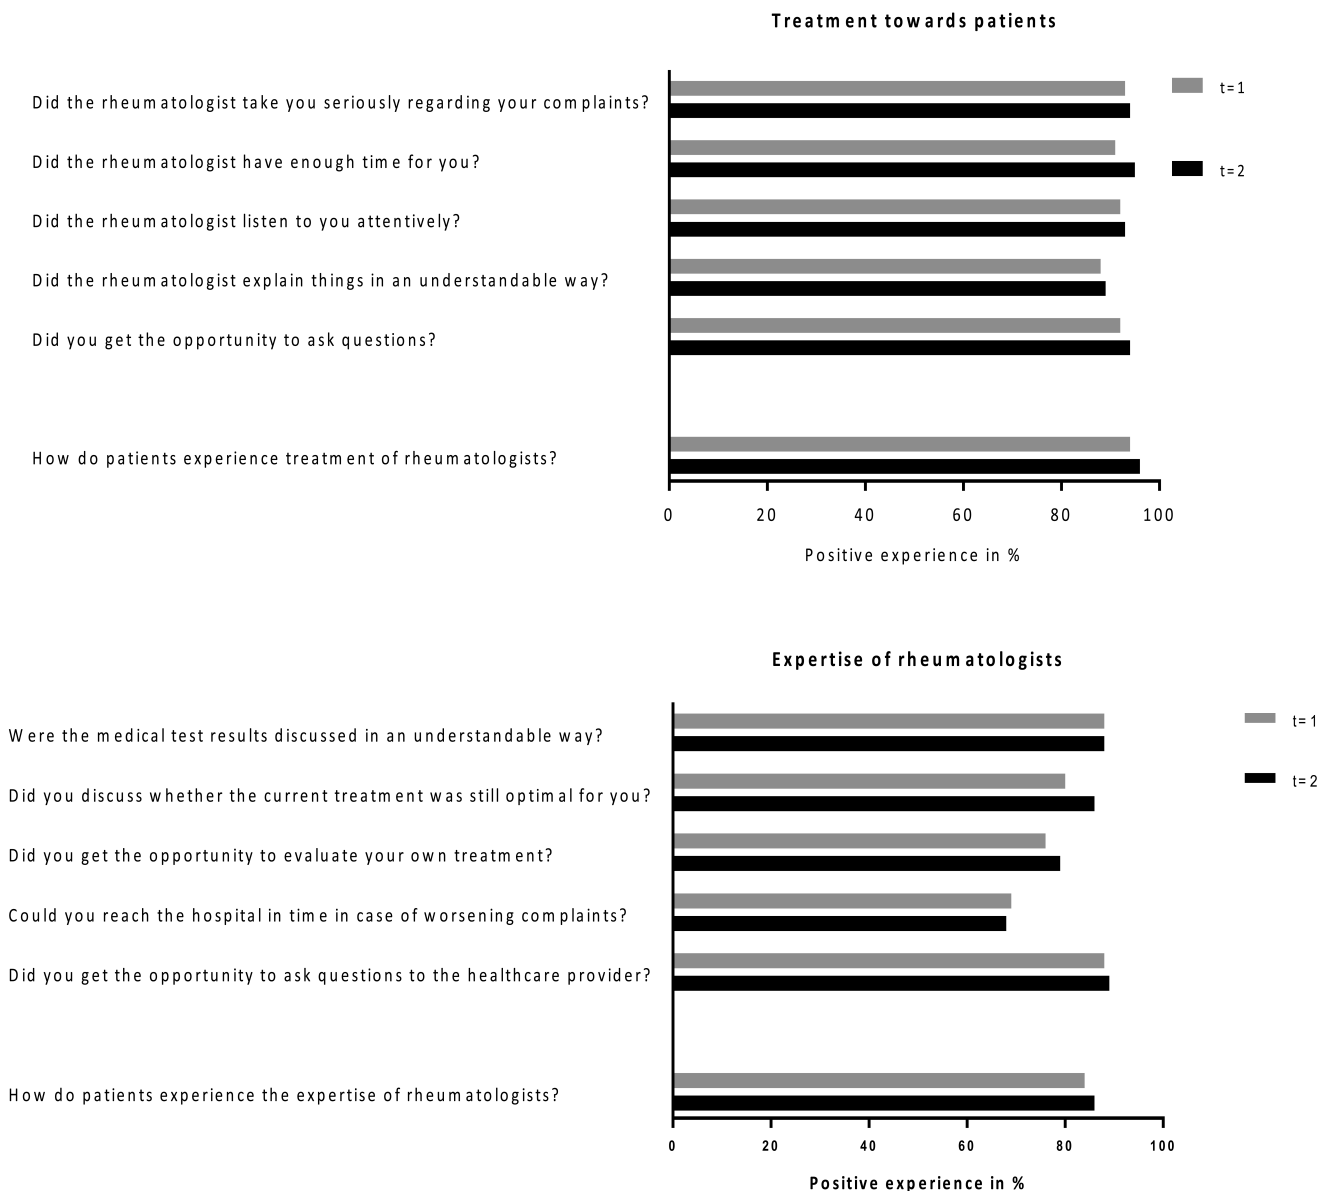 Treatment towards patients
Did the rheumatologist take you seriously regarding your complaints?
t=1
Did the rheumatologist have enough time for you?
t=2
Did the rheumatologist listen to you attentively?
Did the rheumatologist explain things in an understandable way?
Did you get the opportunity to ask questions?
How do patients experience treatment of rheumatologists?
0 20 40 60 80 100
Positive experience in %
Expertise of rheumatologists
t=1
Were the medical test results discussed in an understandable way?
t=2
Did you discuss whether the current treatment was still optimal for you?
Did you get the opportunity to evaluate your own treatment?
Could you reach the hospital in time in case of worsening complaints?
Did you get the opportunity to ask questions to the healthcare provider?
How do patients experience the expertise of rheumatologists?
0 20 40 60 80 100
Positive experience in %